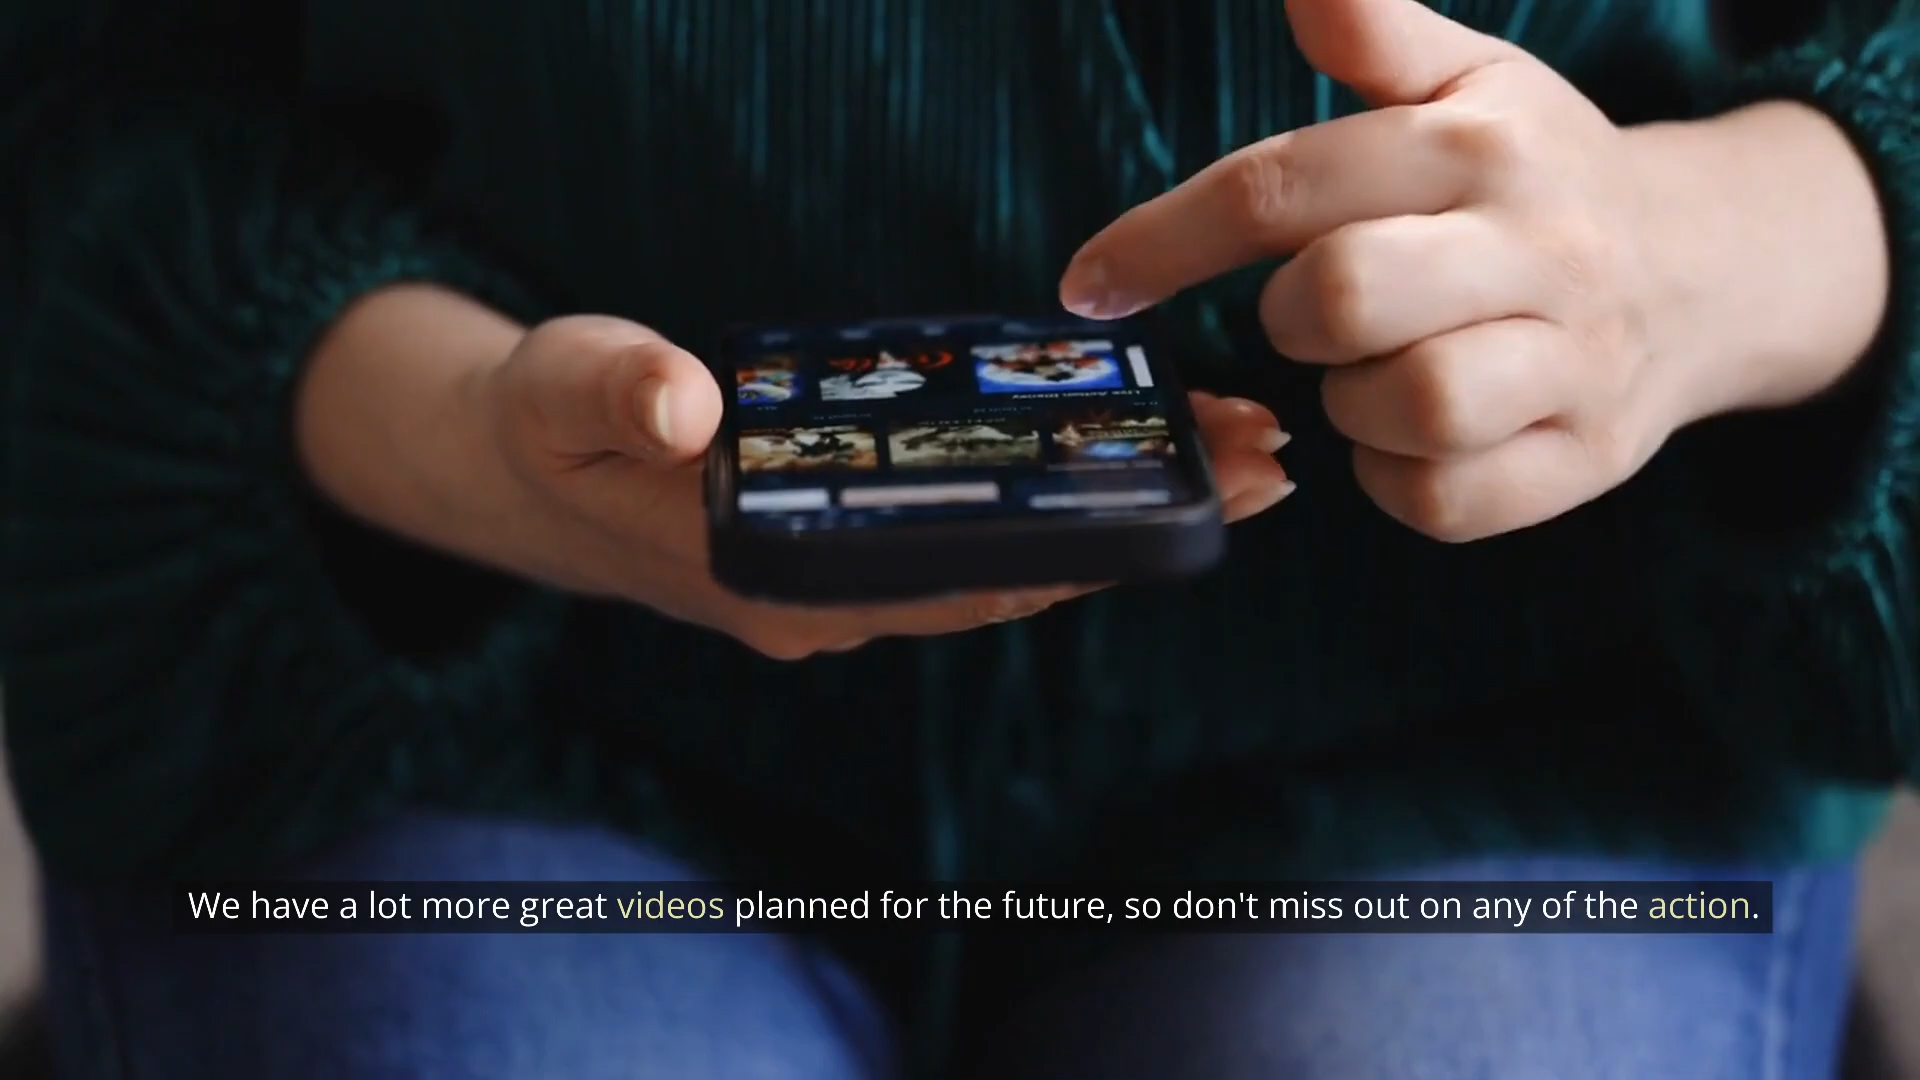 We have a lot more great videos planned for the future, so don't miss out on any of the action.